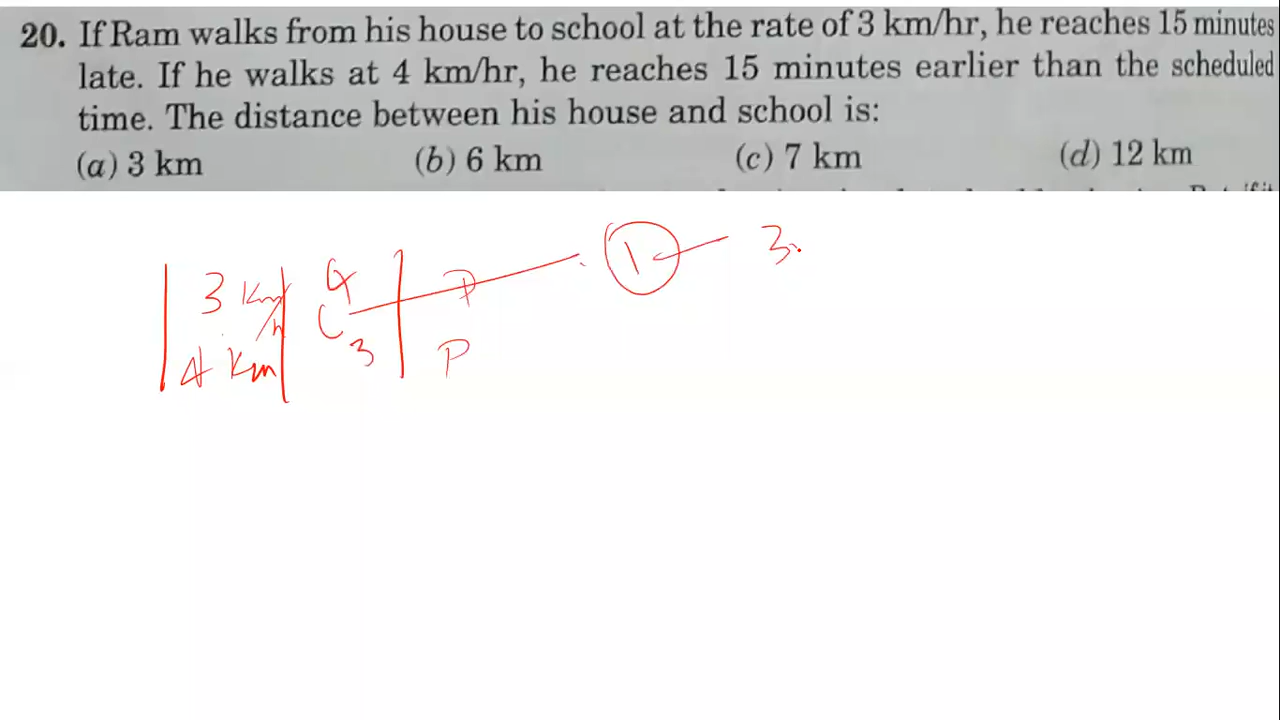 20. If Ram walks from his house to school at the rate of 3 km/hr, he reaches 15 minutes
late. If he walks at 4 km/hr, he reaches 15 minutes earlier than the scheduled
time. The distance between his house and school is:
(a) 3 km (b) 6 km (c) 7 km (d) 12 km
3 Km/h 4 1 3
4 Km 3 P